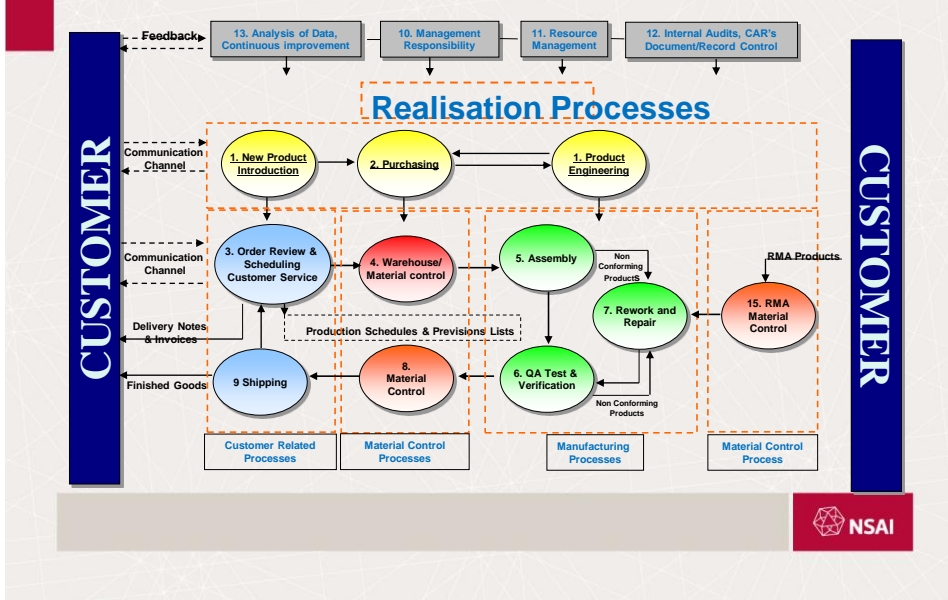 Feedback
13. Analysis of Data,
Continuous improvement
10. Management
Responsibility
11. Resource
Management
12. Internal Audits, CAR's
Document/Record Control
Realisation Processes
CUSTOMER
CUSTOMER
Communication
Channel
1. New Product
Introduction
2. Purchasing
1. Product
Engineering
Communication
Channel
3. Order Review &
Scheduling
Customer Service
4. Warehouse/
Material control
5. Assembly
Non
Conforming
Products
RMA Products
7. Rework and
Repair
15. RMA
Material
Control
Delivery Notes
& Invoices
Production Schedules & Previsions Lists
Finished Goods
9 Shipping
8.
Material
Control
6. QA Test &
Verification
Non Conforming
Products
Customer Related
Processes
Material Control
Processes
Manufacturing
Processes
Material Control
Process
NSAI